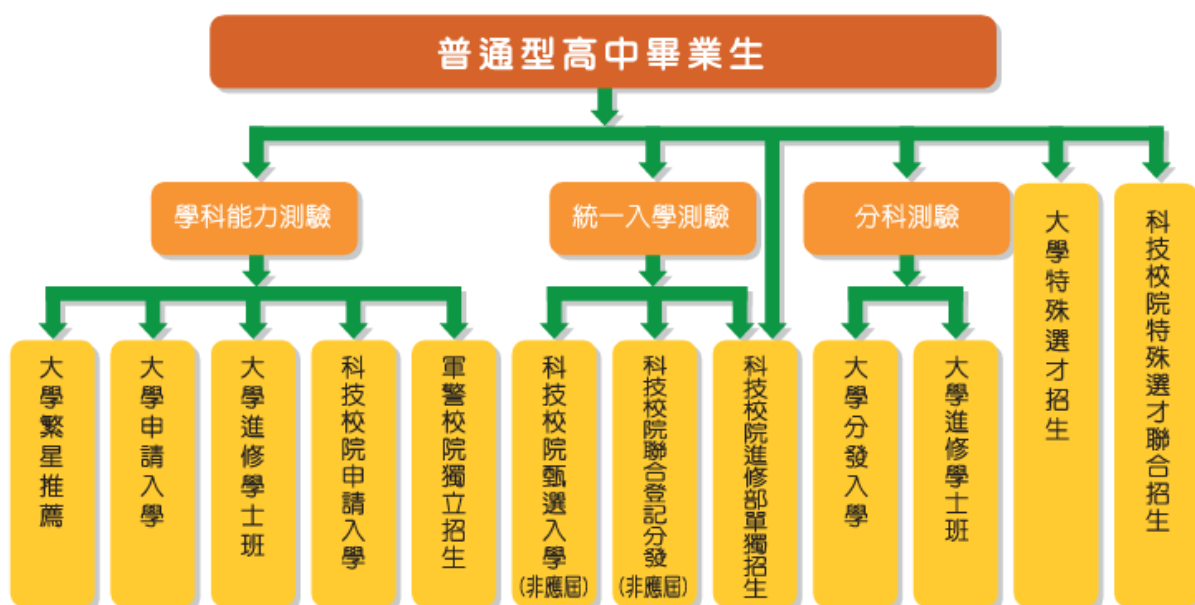 普通型高中畢業生
學科能力測驗
統一入學測驗
分科測驗
大學特殊選才招生
科技校院特殊選才聯合招生
大學繁星推薦
大學申請入學
大學進修學士班
科技校院申請入學
軍警校院獨立招生
科技校院甄選入學
(非應屆)
科技校院聯合登記分發
(非應屆)
科技校院進修部單獨招生
大學分發入學
大學進修學士班